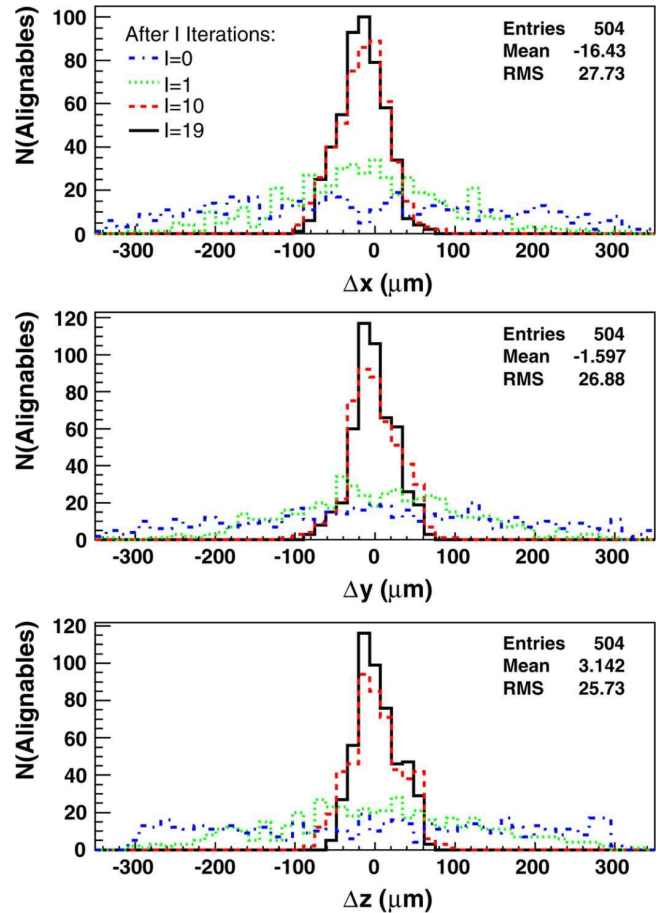 After I Iterations:
I=0
I=1
I=10
I=19
Entries 504
Mean -16.43
RMS 27.73
N(Alignables)
100
80
60
40
20
0
-300 -200 -100 0 100 200 300
Δx (μm)
Entries 504
Mean -1.597
RMS 26.88
N(Alignables)
120
100
80
60
40
20
0
-300 -200 -100 0 100 200 300
Δy (μm)
Entries 504
Mean 3.142
RMS 25.73
N(Alignables)
120
100
80
60
40
20
0
-300 -200 -100 0 100 200 300
Δz (μm)